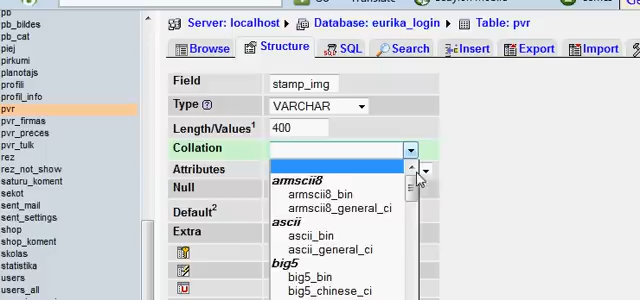 pb
pb_bildes
pb_cat
piej
pirkumi
planotajs
profili
profil_info
pvr
pvr_firmas
pvr_preces
pvr_tulk
rez
rez_not_show
saturu_koment
sekot
sent_mail
sent_settings
shop
shop_koment
skolas
statistika
users
users_all
Server: localhost Database: eurika_login Table: pvr
Browse Structure SQL Search Insert Export Import
Field stamp_img
Type VARCHAR
Length/Values1 400
Collation
Attributes
Null
Default2
Extra
armscii8
armscii8_bin
armscii8_general_ci
ascii
ascii_bin
ascii_general_ci
big5
big5_bin
big5_chinese_ci